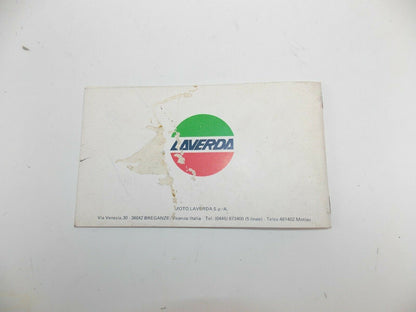 LAVERDA
MOTO LAVERDA S.p.A.
Via Venezia, 30 - 36042 BREGANZE (Vicenza) Italia Tel. (0445) 873400 (5 linee) - Telex 481402 Motlav